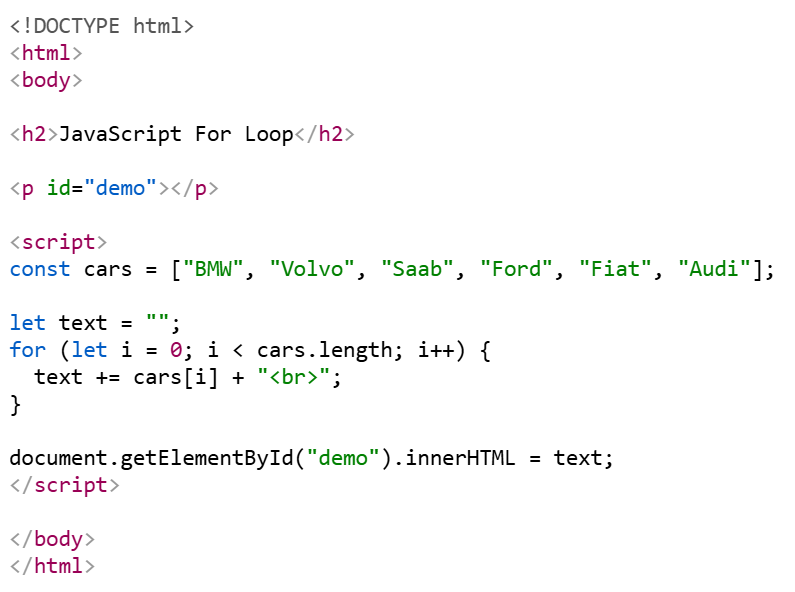 <!DOCTYPE html>
<html>
<body>
<h2>JavaScript For Loop</h2>
<p id="demo"></p>
<script>
const cars = ["BMW", "Volvo", "Saab", "Ford", "Fiat", "Audi"];
let text = "";
for (let i = 0; i < cars.length; i++) {
  text += cars[i] + "<br>";
}
document.getElementById("demo").innerHTML = text;
</script>
</body>
</html>